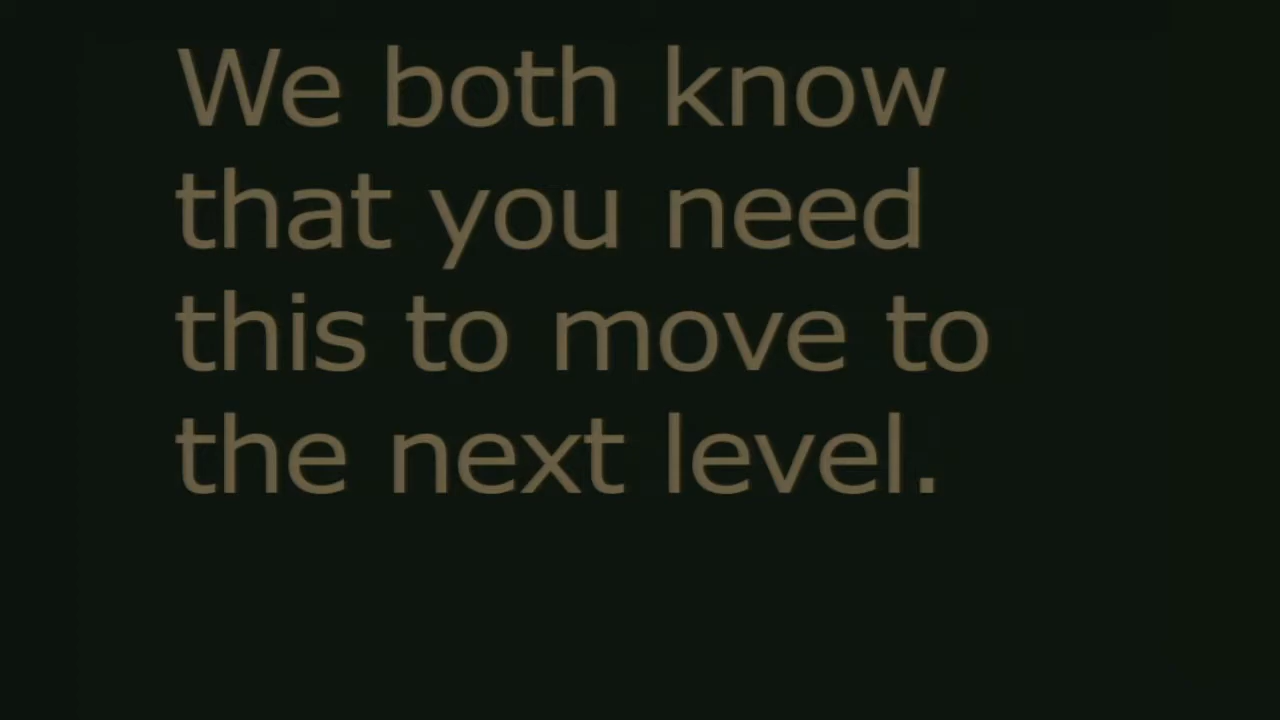 We both know
that you need
this to move to
the next level.